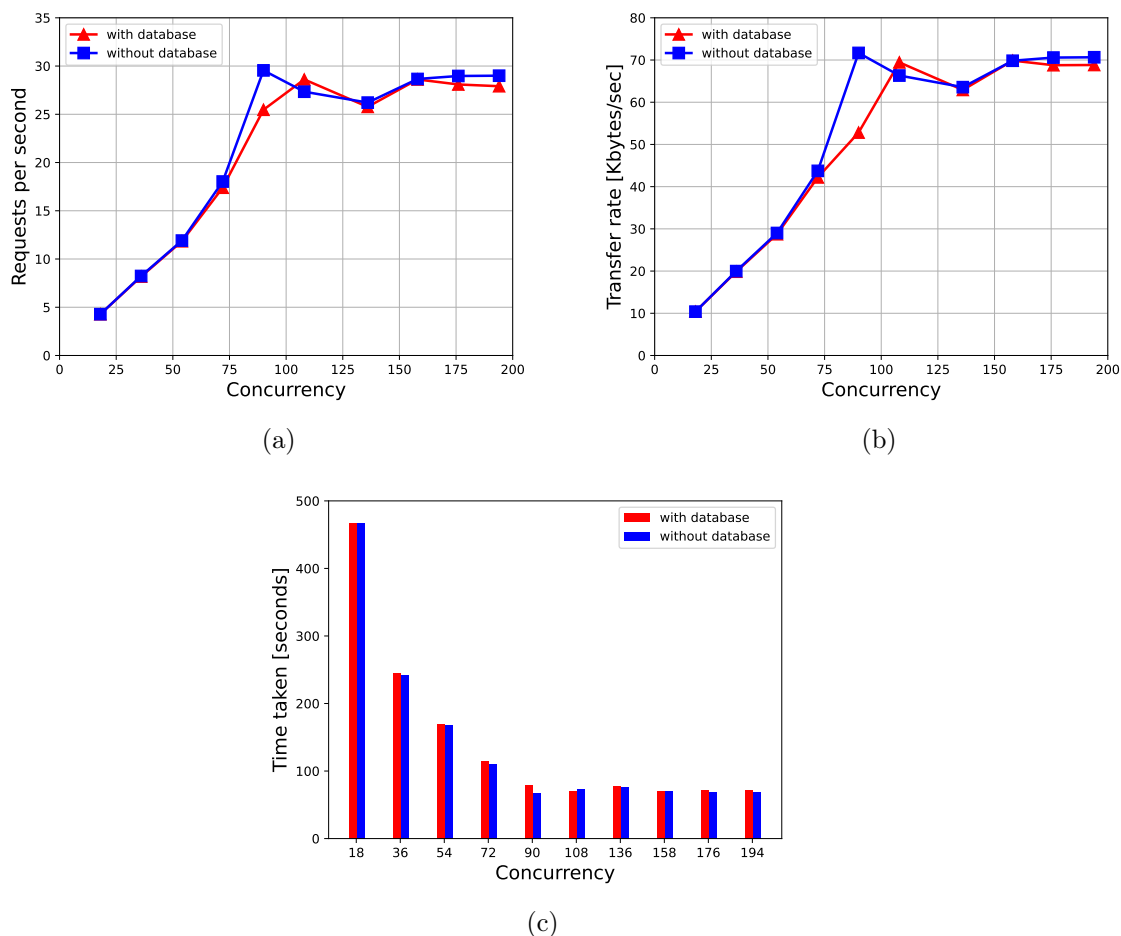 35
30
25
20
15
10
5
0
Requests per second
with database
without database
0 25 50 75 100 125 150 175 200
Concurrency
(a)
80
70
60
50
40
30
20
10
0
Transfer rate [Kbytes/sec]
with database
without database
0 25 50 75 100 125 150 175 200
Concurrency
(b)
500
400
300
200
100
0
Time taken [seconds]
with database
without database
18 36 54 72 90 108 136 158 176 194
Concurrency
(c)